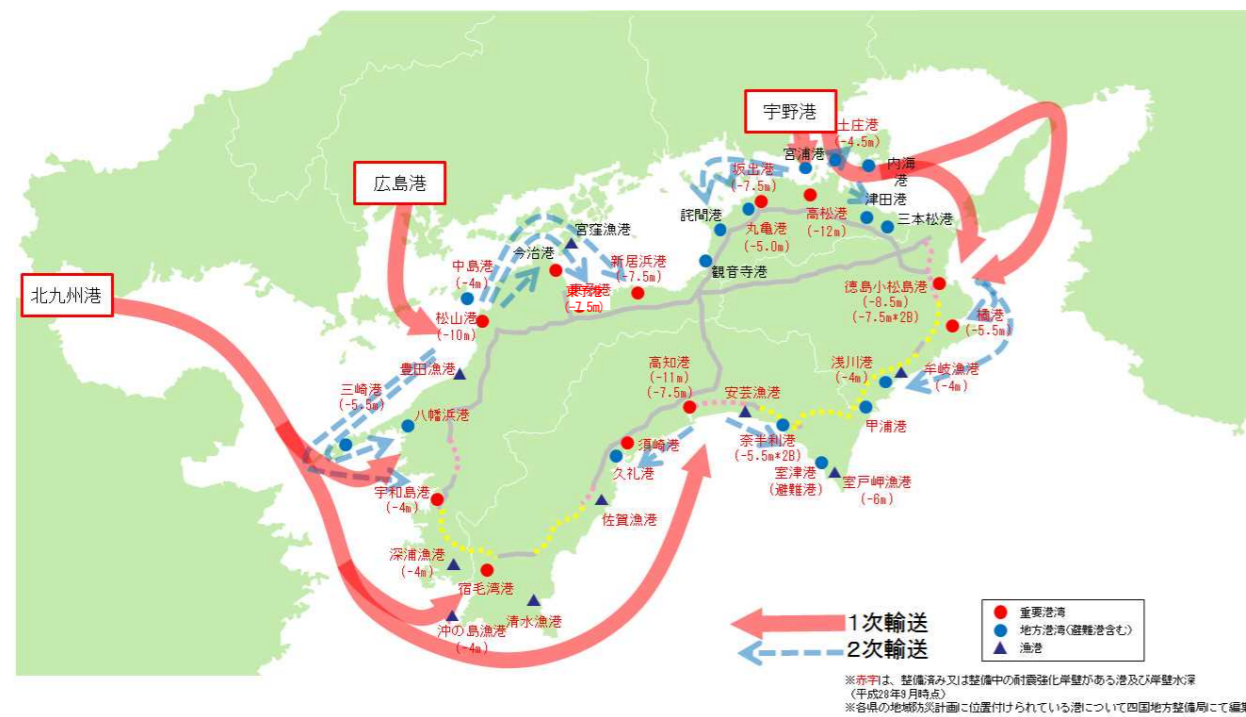 宇野港
土庄港
(-4.5m)
宮浦港
内海
港
坂出港
(-7.5m)
広島港
津田港
高松港
(-12m)
三本松港
詫間港
丸亀港
(-5.0m)
宮窪漁港
今治港
新居浜港
(-7.5m)
観音寺港
中島港
(-4m)
北九州港
(-7.5m)
徳島小松島港
(-8.5m)
(-7.5m*2B)
松山港
(-10m)
橘港
(-5.5m)
豊田漁港
高知港
(-11m)
(-7.5m)
浅川港
(-4m)
牟岐漁港
(-4m)
三崎港
(-5.5m)
安芸漁港
八幡浜港
甲浦港
須崎港
奈半利港
(-5.5m*2B)
久礼港
室津港
(避難港)
室戸岬漁港
(-6m)
宇和島港
(-4m)
佐賀漁港
深浦漁港
(-4m)
宿毛湾港
清水漁港
沖の島漁港
(-4m)
1次輸送
2次輸送
重要港湾
地方港湾(避難港含む)
漁港
※赤字は、整備済み又は整備中の耐震強化岸壁がある港及び岸壁水深
(平成28年9月時点)
※各県の地域防災計画に位置付けられている港について四国地方整備局にて編集